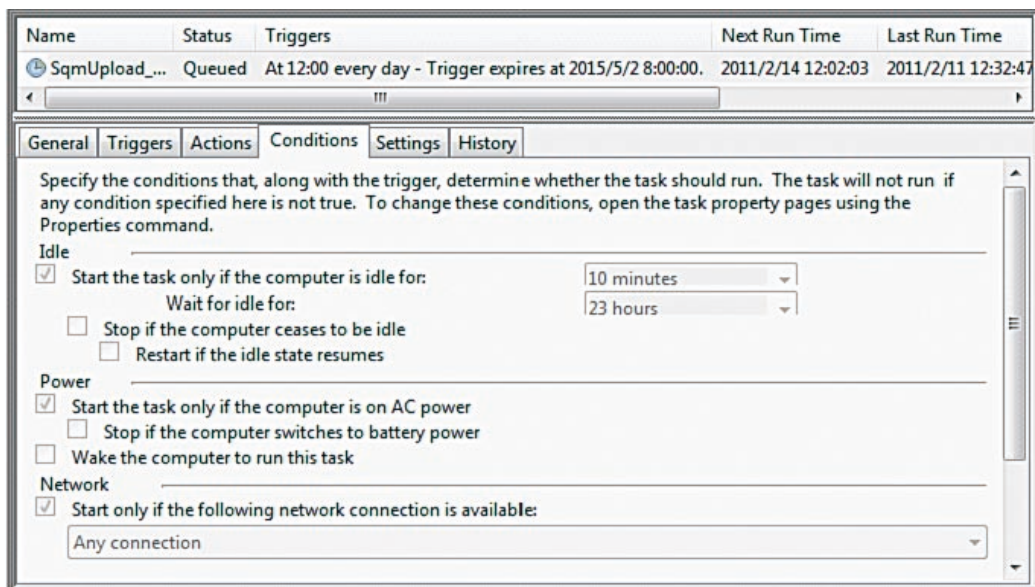 Name Status Triggers Next Run Time Last Run Time
SqmUpload_... Queued At 12:00 every day - Trigger expires at 2015/5/2 8:00:00. 2011/2/14 12:02:03 2011/2/11 12:32:47
General Triggers Actions Conditions Settings History
Specify the conditions that, along with the trigger, determine whether the task should run. The task will not run if
any condition specified here is not true. To change these conditions, open the task property pages using the
Properties command.
Idle
Start the task only if the computer is idle for: 10 minutes
Wait for idle for: 23 hours
Stop if the computer ceases to be idle
Restart if the idle state resumes
Power
Start the task only if the computer is on AC power
Stop if the computer switches to battery power
Wake the computer to run this task
Network
Start only if the following network connection is available:
Any connection